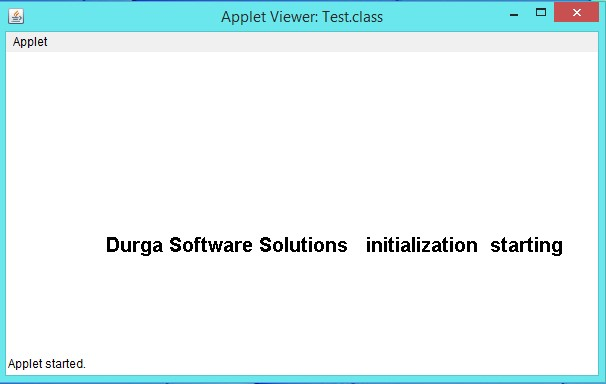 Applet Viewer: Test.class
Applet
Durga Software Solutions   initialization  starting
Applet started.